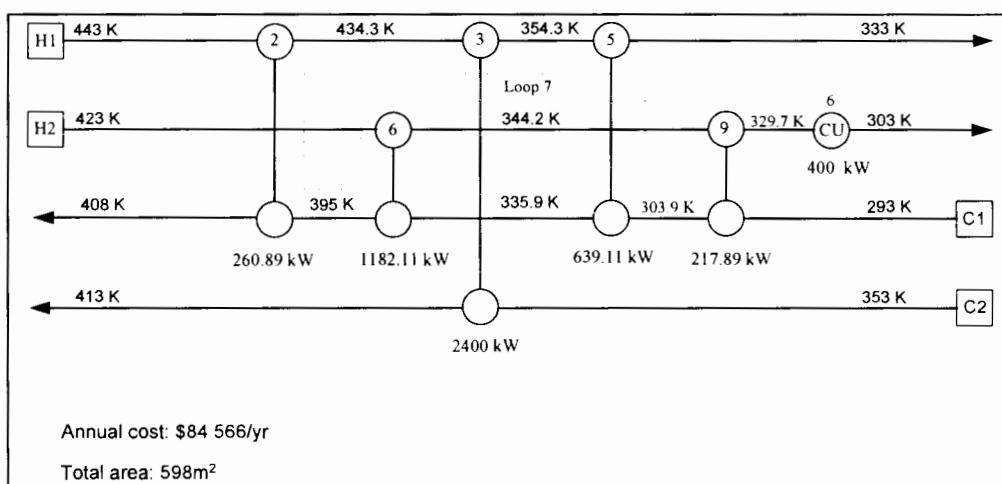 H1 443 K 2 434.3 K 3 354.3 K 5 333 K
Loop 7
H2 423 K 6 344.2 K 9 329.7 K 6 CU 303 K
400 kW
408 K 395 K 335.9 K 303.9 K 293 K C1
260.89 kW 1182.11 kW 639.11 kW 217.89 kW
413 K 353 K C2
2400 kW
Annual cost: $84 566/yr
Total area: 598m²